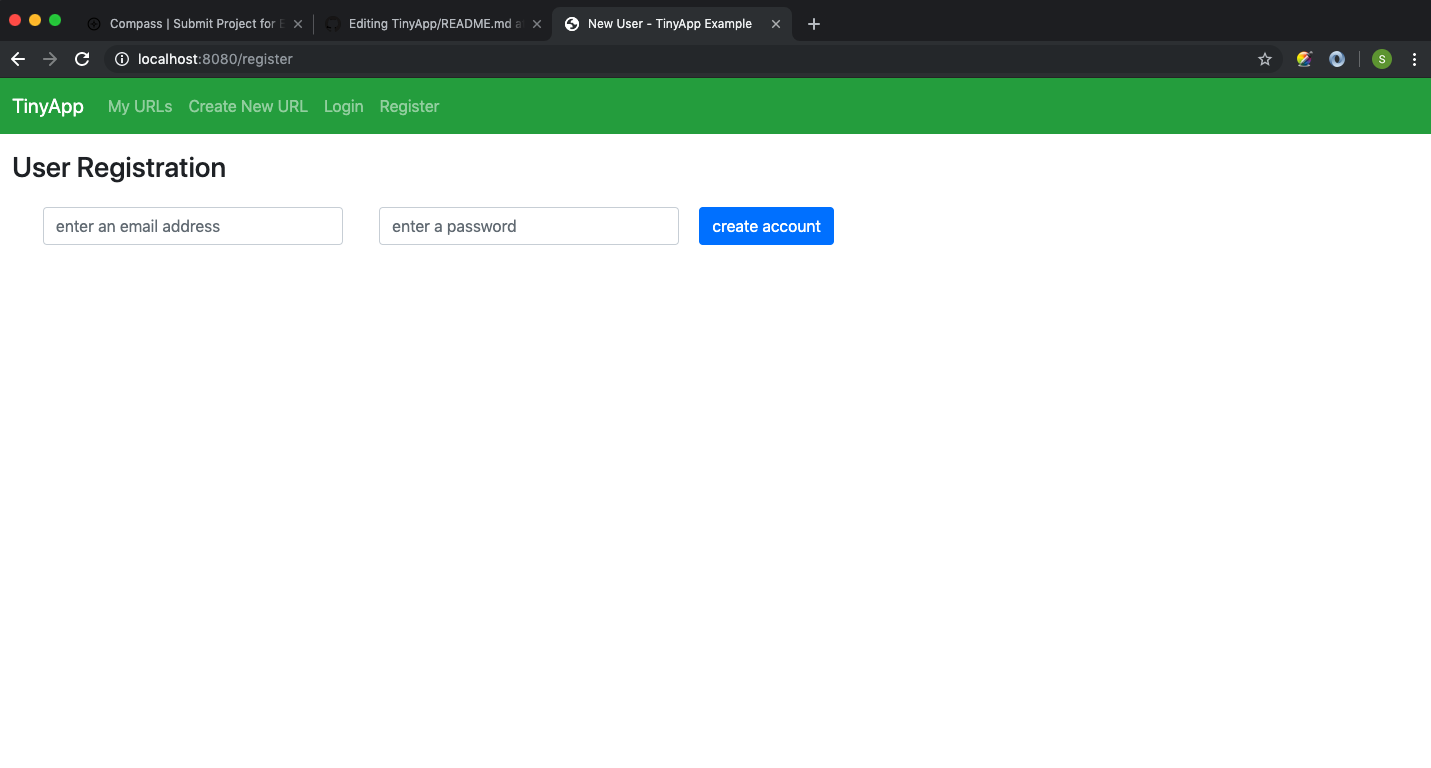 Compass | Submit Project for E
Editing TinyApp/README.md a
New User - TinyApp Example
localhost:8080/register
S
TinyApp My URLs Create New URL Login Register
User Registration
enter an email address enter a password create account